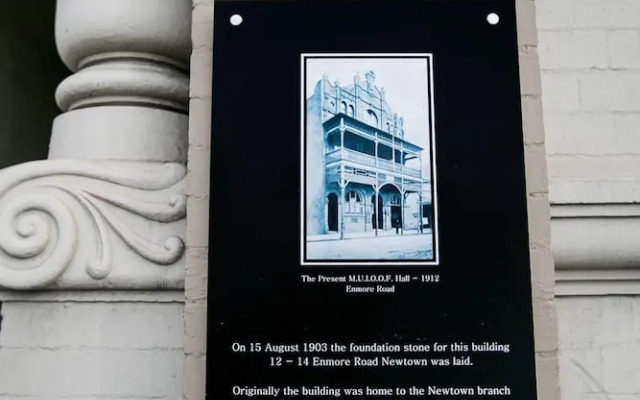 The Present M.U.I.O.O.F. Hall – 1912
Enmore Road
On 15 August 1903 the foundation stone for this building
12 – 14 Enmore Road Newtown was laid.
Originally the building was home to the Newtown branch